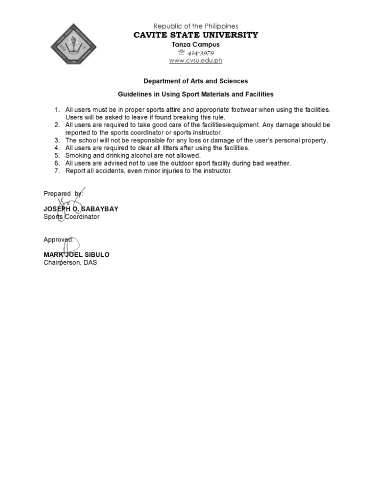 Republic of the Philippines
CAVITE STATE UNIVERSITY
Tanza Campus
☏ 414-3979
www.cvsu.edu.ph
Department of Arts and Sciences
Guidelines in Using Sport Materials and Facilities
1. All users must be in proper sports attire and appropriate footwear when using the facilities.
Users will be asked to leave if found breaking this rule.
2. All users are required to take good care of the facilities/equipment. Any damage should be
reported to the sports coordinator or sports instructor.
3. The school will not be responsible for any loss or damage of the user's personal property.
4. All users are required to clear all litters after using the facilities.
5. Smoking and drinking alcohol are not allowed.
6. All users are advised not to use the outdoor sport facility during bad weather.
7. Report all accidents, even minor injuries to the instructor.
Prepared by:
JOSEPH O. SABAYBAY
Sports Coordinator
Approved:
MARK JOEL SIBULO
Chairperson, DAS